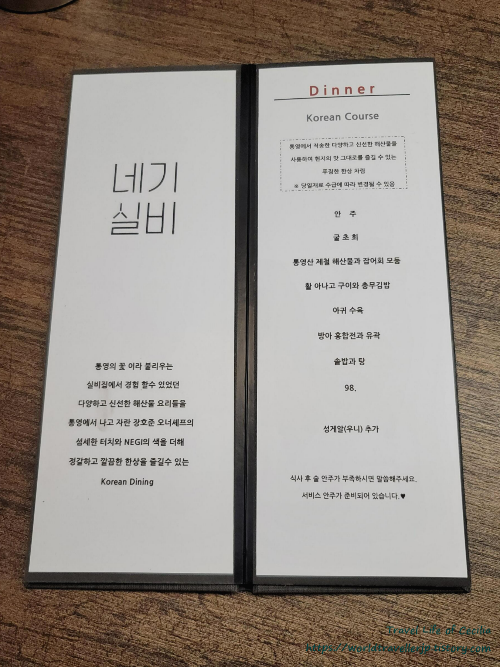 네기
실비
통영의 꽃 이라 불리우는
실비집에서 경험 할수 있었던
다양하고 신선한 해산물 요리들을
통영에서 나고 자란 장호준 오너셰프의
섬세한 터치와 NEGI의 색을 더해
정갈하고 깔끔한 한상을 즐길수 있는
Korean Dining
Dinner
Korean Course
통영에서 직송한 다양하고 신선한 해산물을
사용하여 현지의 맛 그대로를 즐길 수 있는
푸짐한 한상 차림
※ 당일재료 수급에 따라 변경될 수 있음
안 주
굴 초 회
통영산 제철 해산물과 잡어회 모둠
활 아나고 구이와 충무김밥
아귀 수육
방아 홍합전과 유곽
솥밥과 탕
98.
성게알(우니) 추가
식사 후 술 안주가 부족하시면 말씀해주세요.
서비스 안주가 준비되어 있습니다.♥
Travel Life of